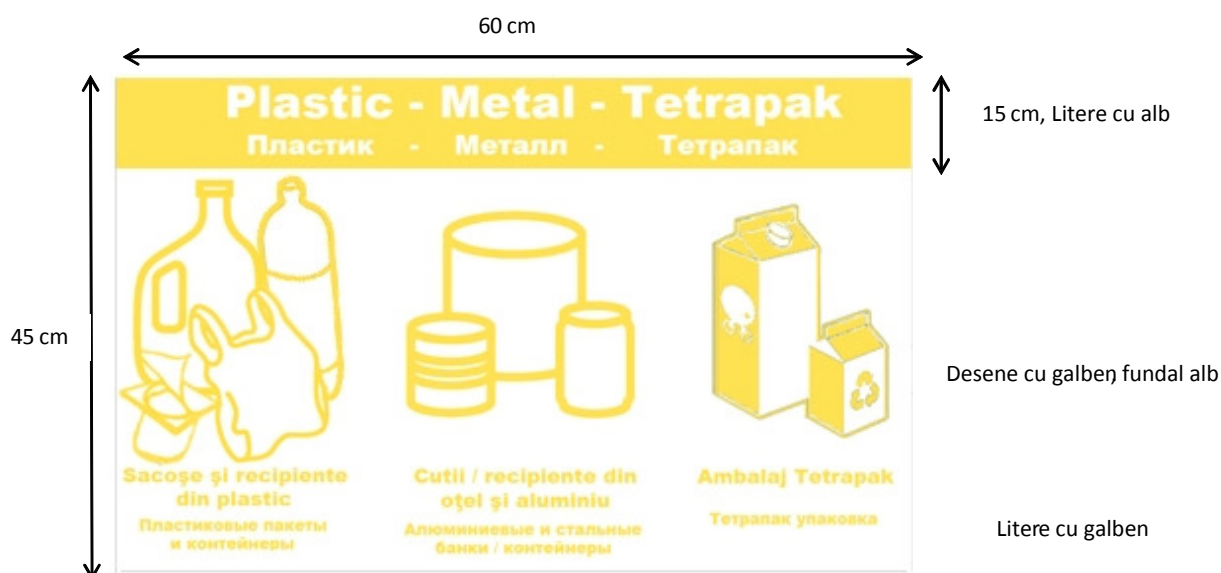 60 cm
Plastic - Metal - Tetrapak
Пластик - Металл - Тетрапак
15 cm, Litere cu alb
45 cm
Desene cu galben, fundal alb
Sacoşe şi recipiente
din plastic
Пластиковые пакеты
и контейнеры
Cutii / recipiente din
oţel şi aluminiu
Алюминиевые и стальные
банки / контейнеры
Ambalaj Tetrapak
Тетрапак упаковка
Litere cu galben